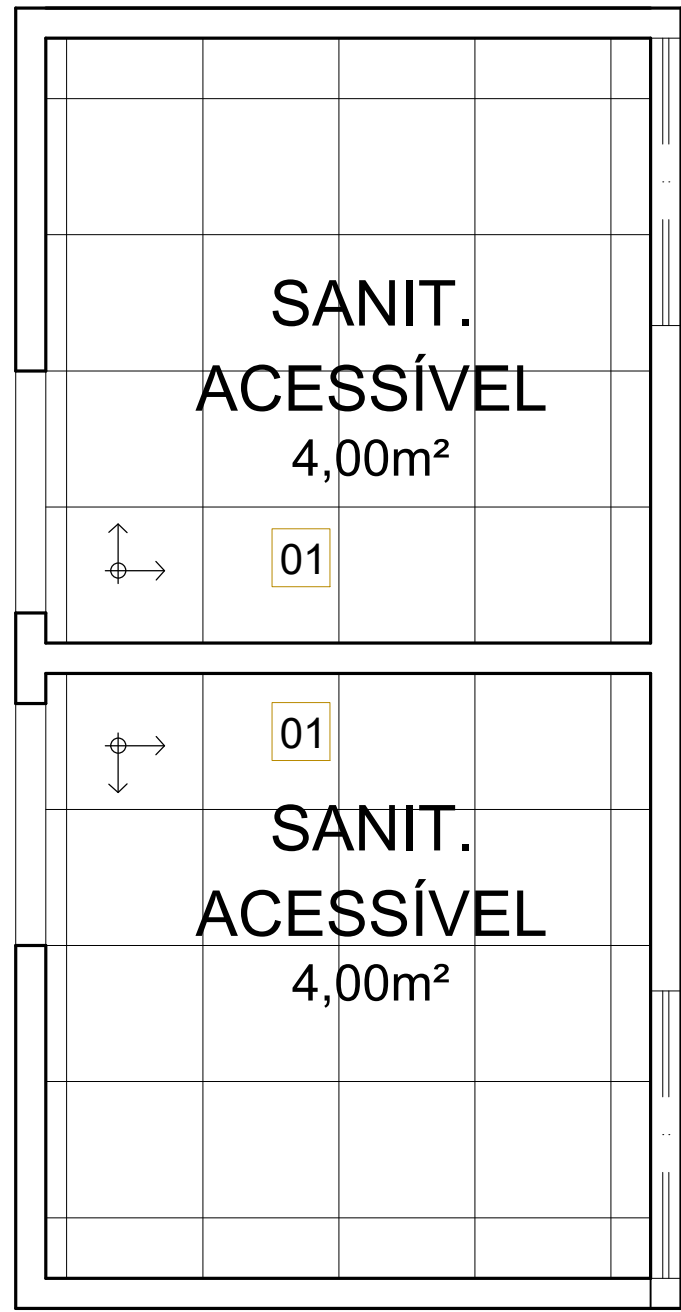 SANIT.
ACESSÍVEL
4,00m²
01
01
SANIT.
ACESSÍVEL
4,00m²